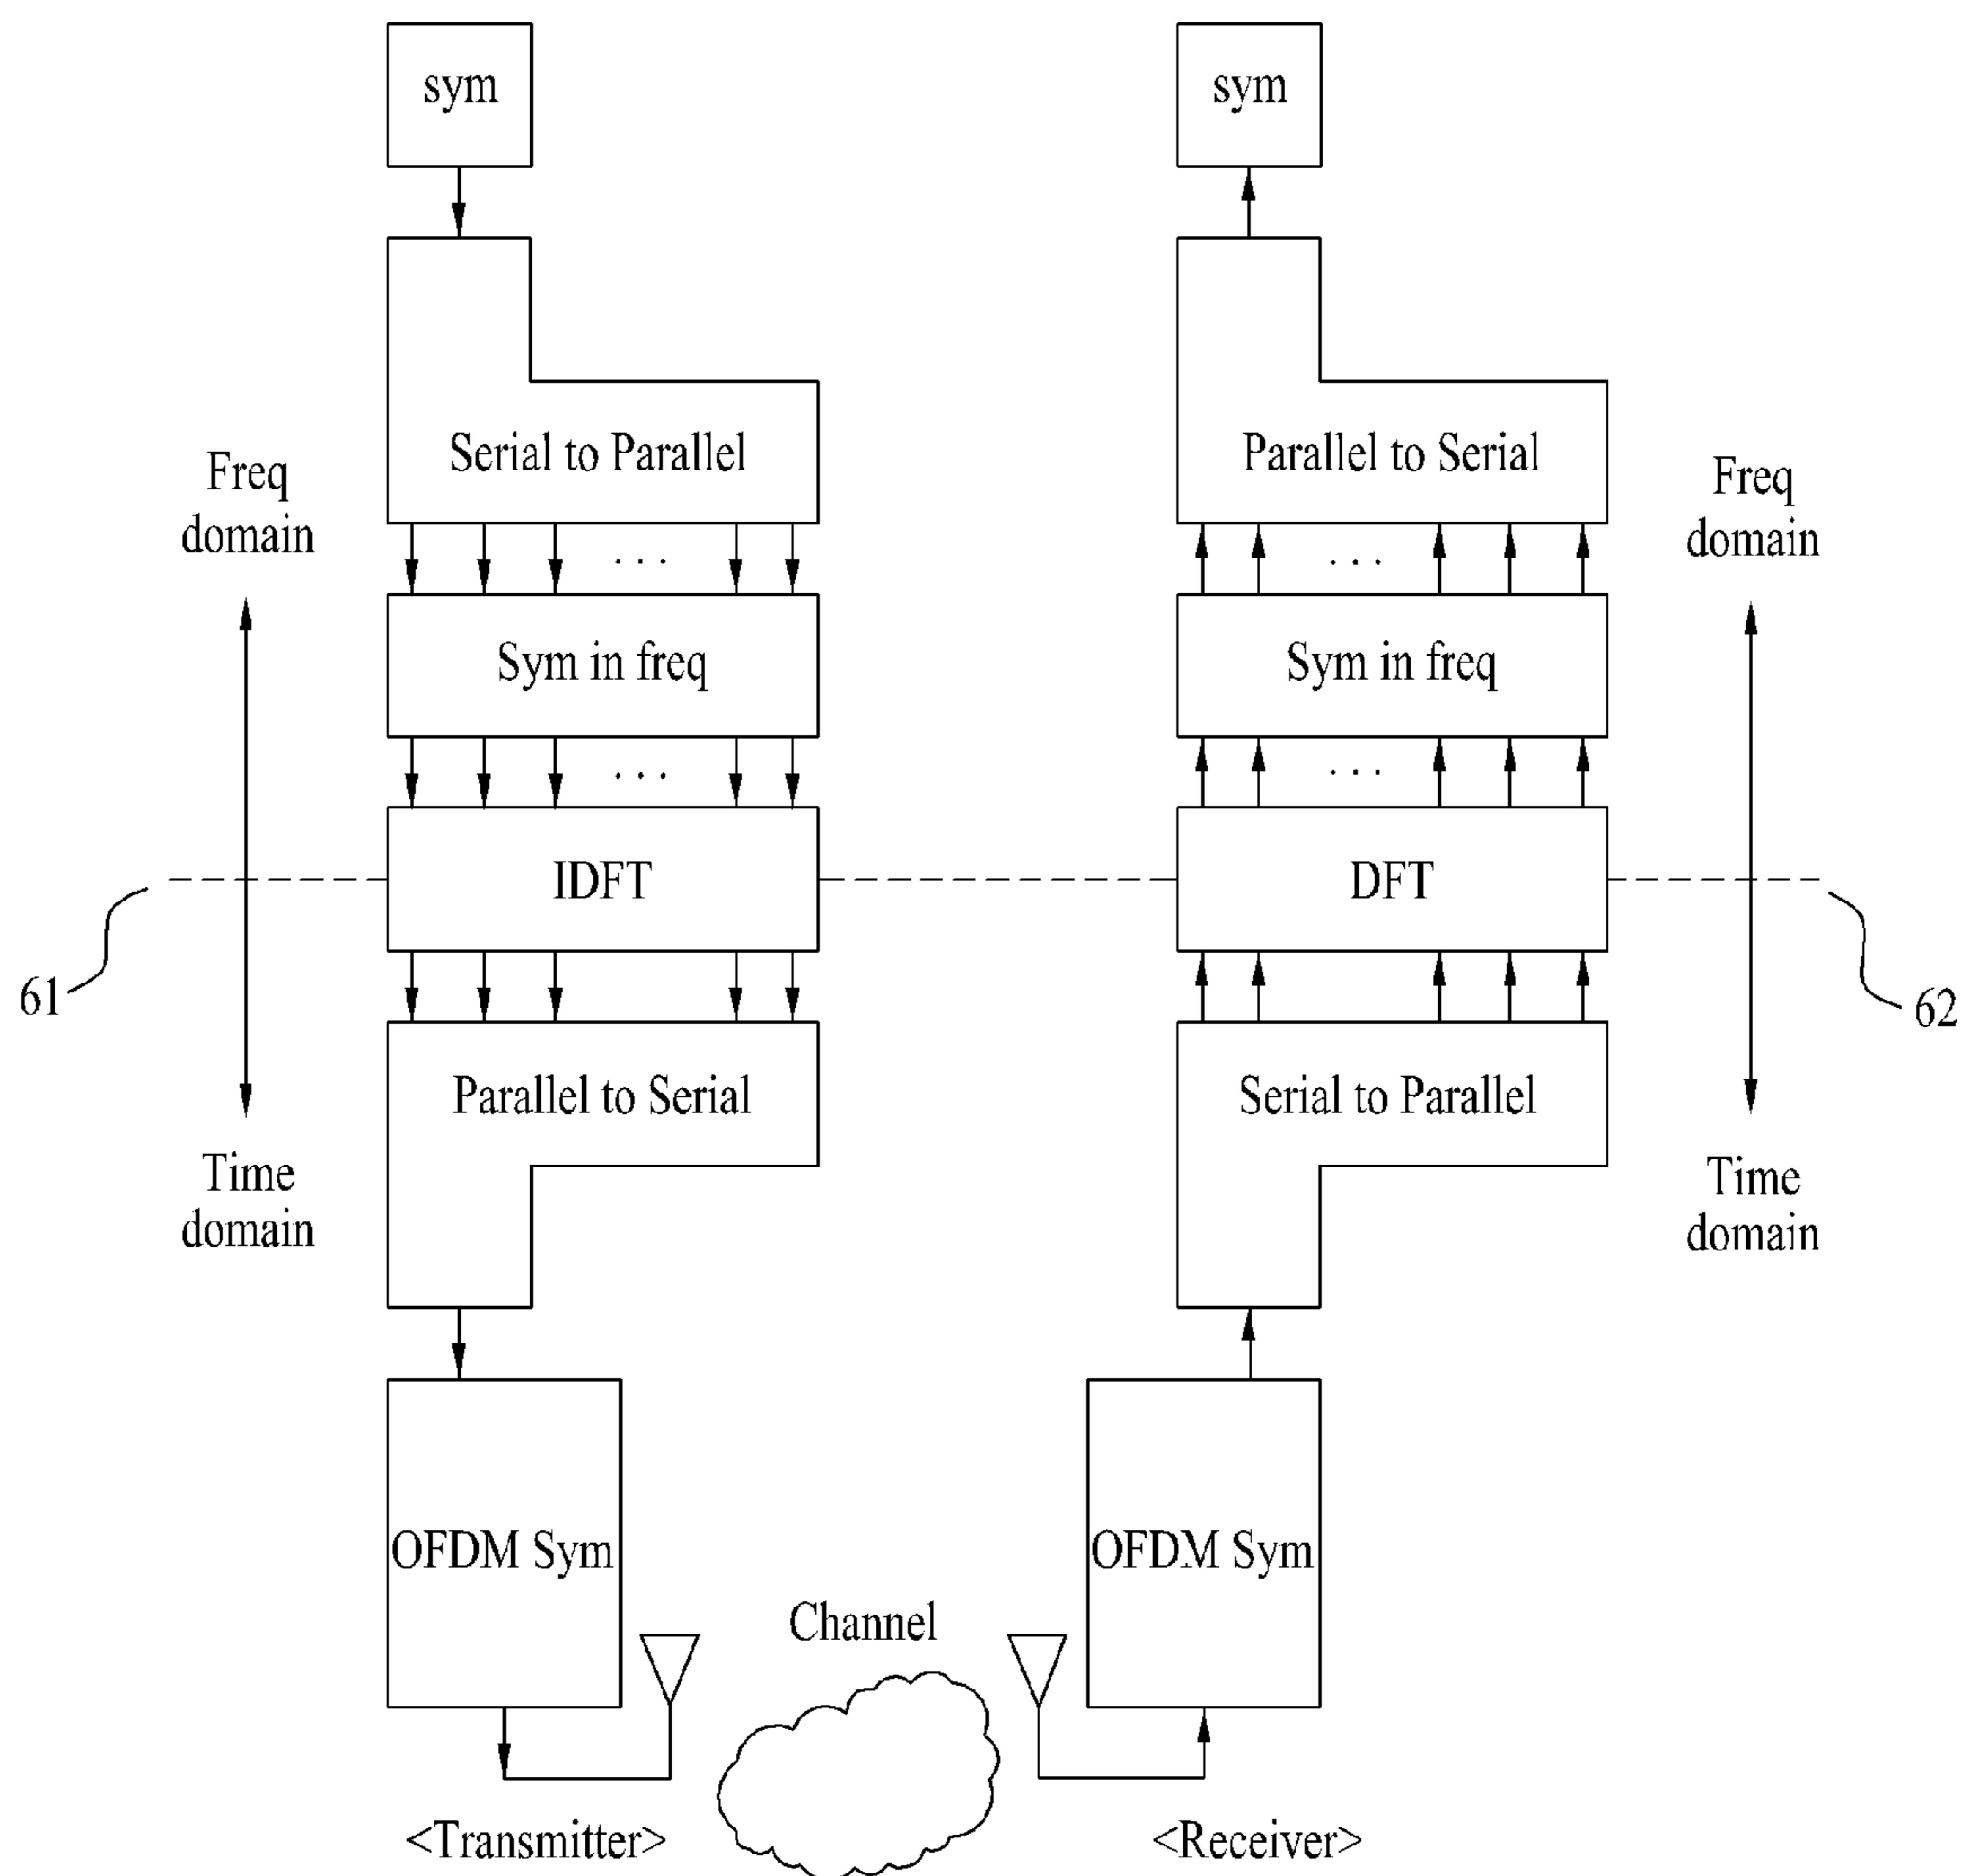 sym
sym
Serial to Parallel
Parallel to Serial
Freq
domain
Freq
domain
. . .
. . .
Sym in freq
Sym in freq
. . .
. . .
IDFT
DFT
61
62
Parallel to Serial
Serial to Parallel
Time
domain
Time
domain
OFDM Sym
OFDM Sym
Channel
<Transmitter>
<Receiver>